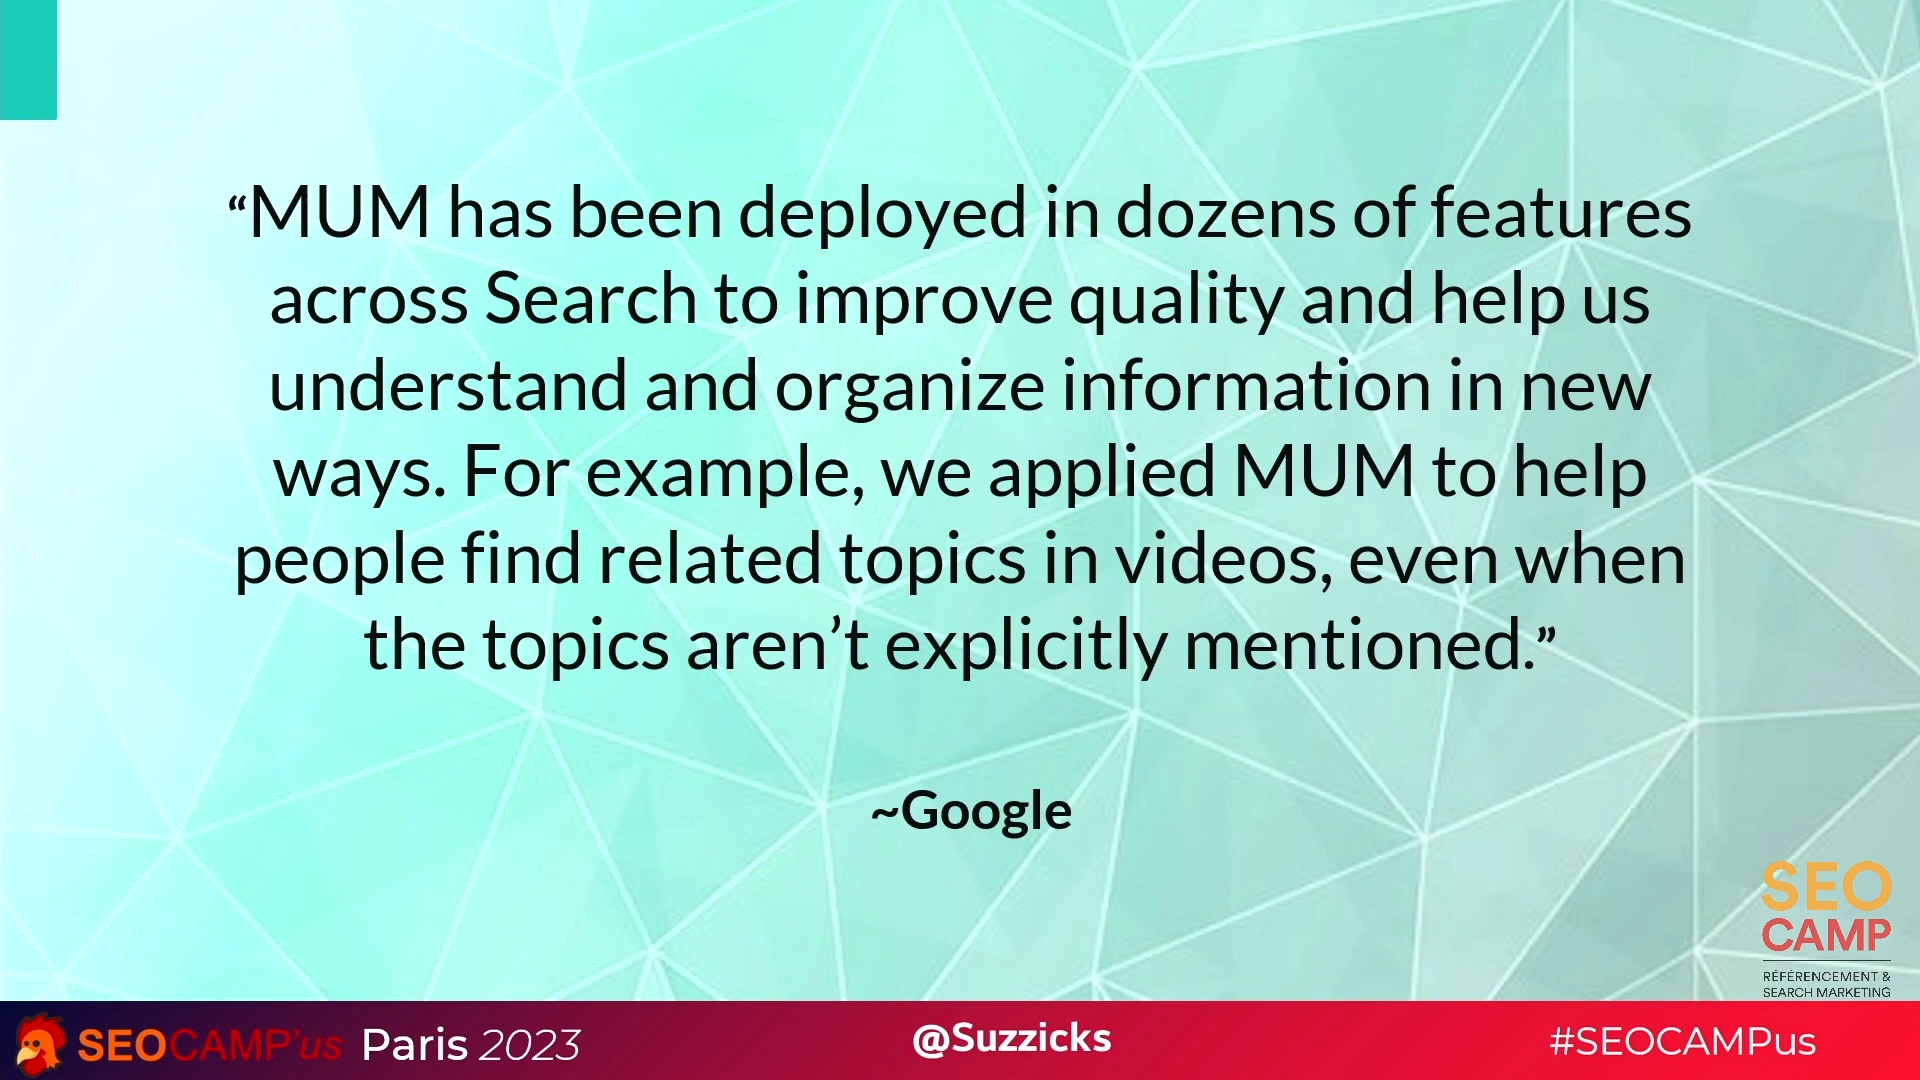 “MUM has been deployed in dozens of features
across Search to improve quality and help us
understand and organize information in new
ways. For example, we applied MUM to help
people find related topics in videos, even when
the topics aren’t explicitly mentioned.”
~Google
SEO
CAMP
RÉFÉRENCEMENT &
SEARCH MARKETING
SEOCAMP'us Paris 2023
@Suzzicks
#SEOCAMPus